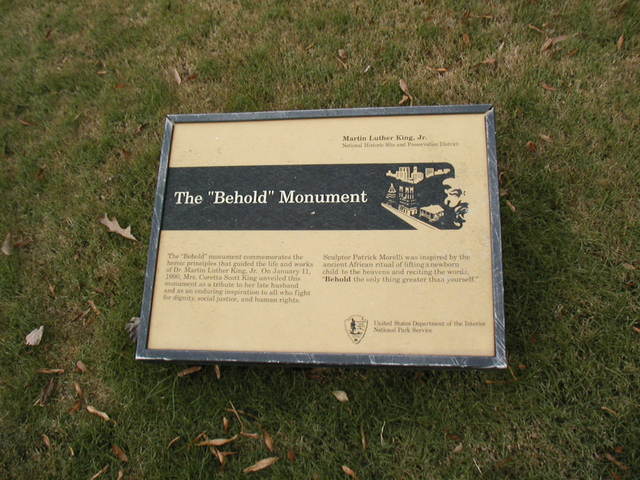 Martin Luther King, Jr.
National Historic Site and Preservation District
The "Behold" Monument
The "Behold" monument commemorates the
heroic principles that guided the life and works
of Dr. Martin Luther King, Jr. On January 11,
1990, Mrs. Coretta Scott King unveiled this
monument as a tribute to her late husband
and as an enduring inspiration to all who fight
for dignity, social justice, and human rights.
Sculptor Patrick Morelli was inspired by the
ancient African ritual of lifting a newborn
child to the heavens and reciting the words,
"Behold the only thing greater than yourself."
United States Department of the Interior
National Park Service